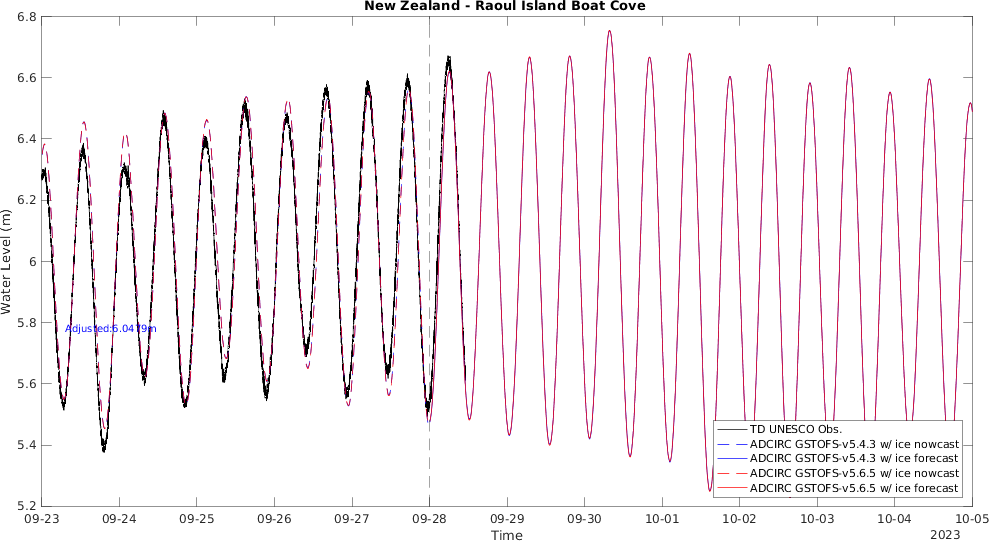 New Zealand - Raoul Island Boat Cove
6.8
6.6
6.4
6.2
6
5.8
5.6
5.4
5.2
Water Level (m)
Adjusted:6.0479m
TD UNESCO Obs.
ADCIRC GSTOFS-v5.4.3 w/ ice nowcast
ADCIRC GSTOFS-v5.4.3 w/ ice forecast
ADCIRC GSTOFS-v5.6.5 w/ ice nowcast
ADCIRC GSTOFS-v5.6.5 w/ ice forecast
09-23 09-24 09-25 09-26 09-27 09-28 09-29 09-30 10-01 10-02 10-03 10-04 10-05
Time
2023